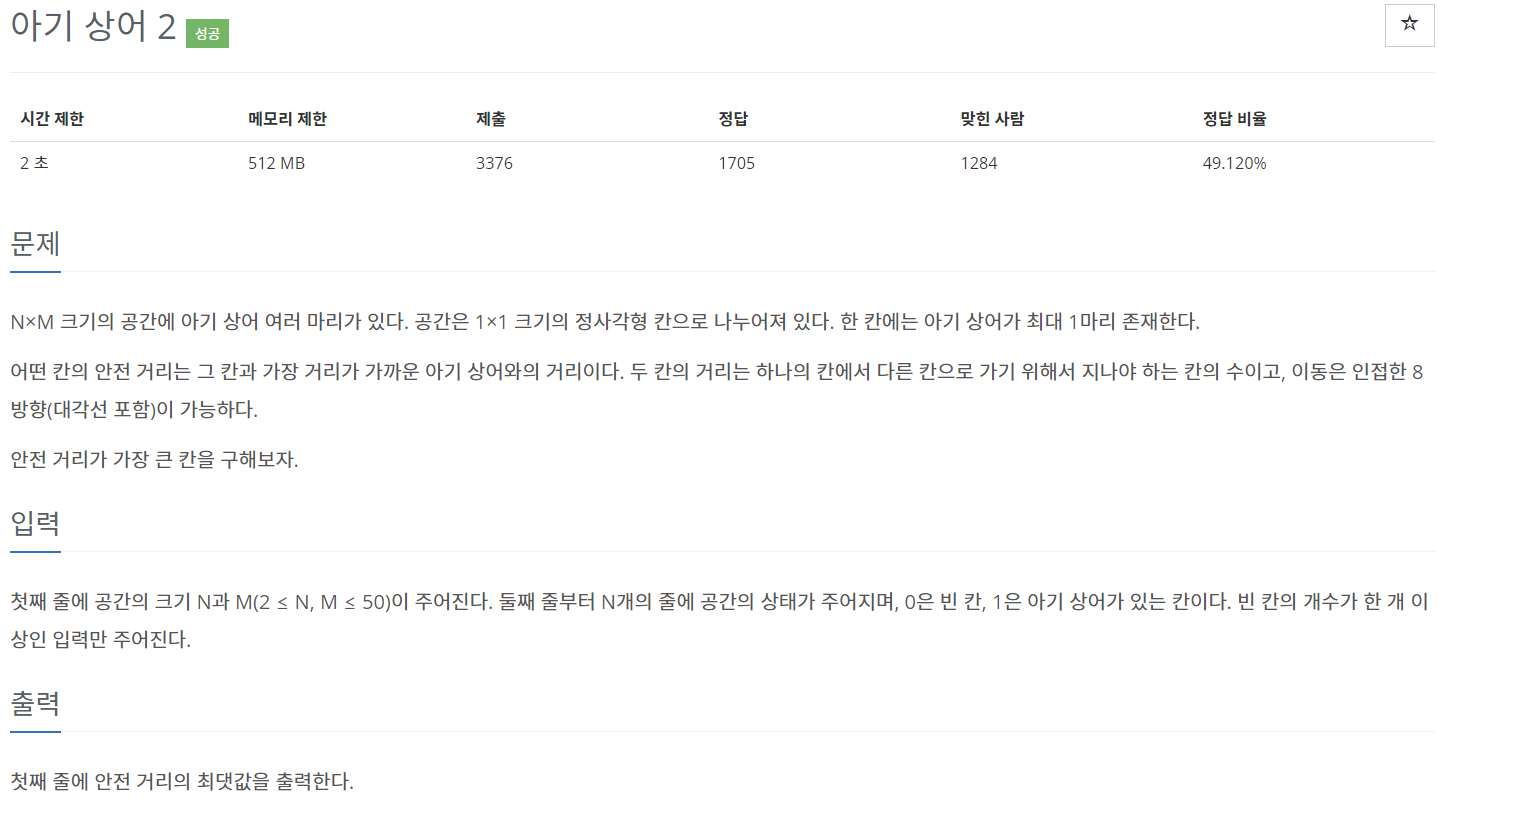 아기 상어 2 성공
☆
시간 제한 메모리 제한 제출 정답 맞힌 사람 정답 비율
2 초 512 MB 3376 1705 1284 49.120%
문제
N×M 크기의 공간에 아기 상어 여러 마리가 있다. 공간은 1×1 크기의 정사각형 칸으로 나누어져 있다. 한 칸에는 아기 상어가 최대 1마리 존재한다.
어떤 칸의 안전 거리는 그 칸과 가장 거리가 가까운 아기 상어와의 거리이다. 두 칸의 거리는 하나의 칸에서 다른 칸으로 가기 위해서 지나야 하는 칸의 수이고, 이동은 인접한 8
방향(대각선 포함)이 가능하다.
안전 거리가 가장 큰 칸을 구해보자.
입력
첫째 줄에 공간의 크기 N과 M(2 ≤ N, M ≤ 50)이 주어진다. 둘째 줄부터 N개의 줄에 공간의 상태가 주어지며, 0은 빈 칸, 1은 아기 상어가 있는 칸이다. 빈 칸의 개수가 한 개 이
상인 입력만 주어진다.
출력
첫째 줄에 안전 거리의 최댓값을 출력한다.